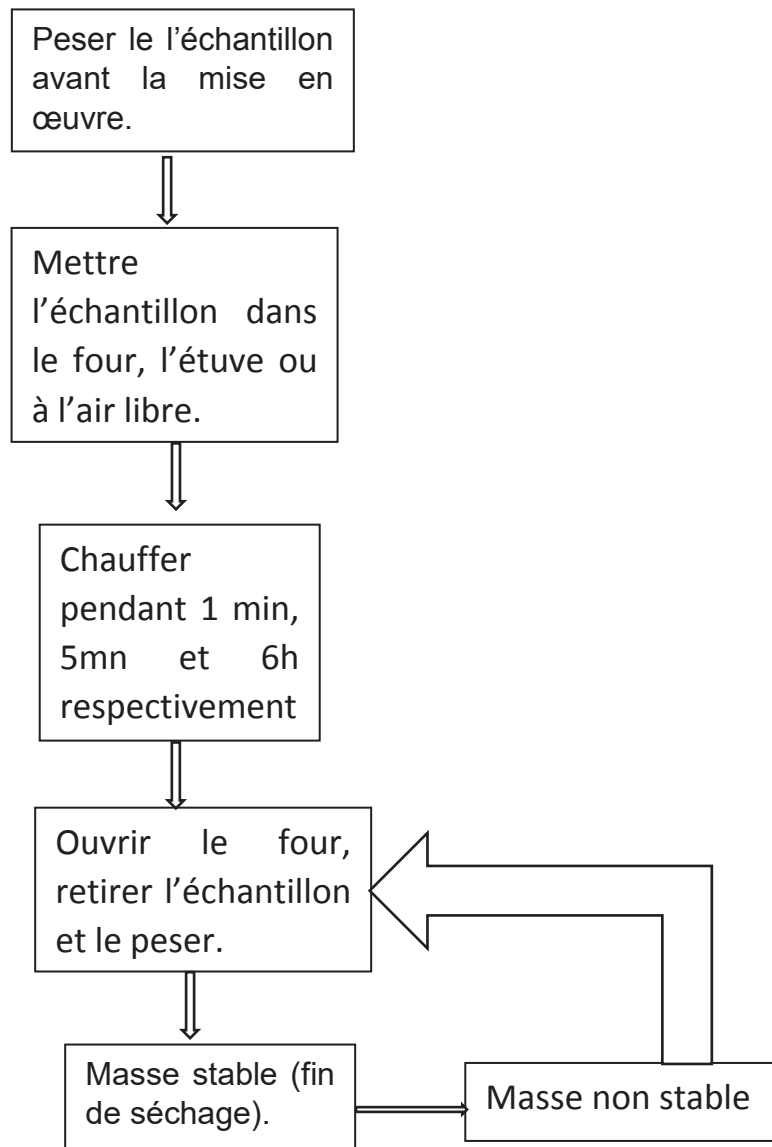 Peser le l’échantillon
avant la mise en
œuvre.
Mettre
l’échantillon dans
le four, l’étuve ou
à l’air libre.
Chauffer
pendant 1 min,
5mn et 6h
respectivement
Ouvrir le four,
retirer l’échantillon
et le peser.
Masse stable (fin
de séchage).
Masse non stable